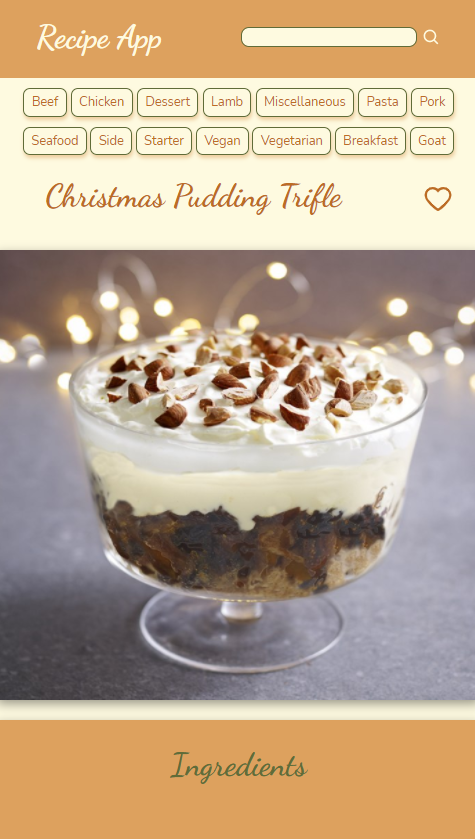 Recipe App
Beef Chicken Dessert Lamb Miscellaneous Pasta Pork
Seafood Side Starter Vegan Vegetarian Breakfast Goat
Christmas Pudding Trifle
Ingredients